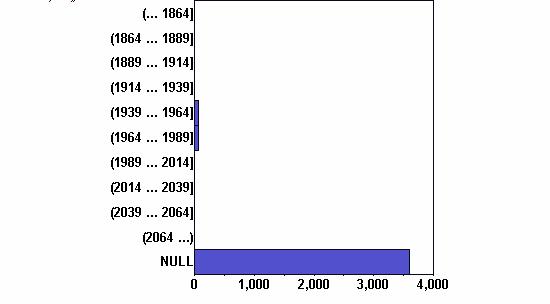 (... 1864]
(1864 ... 1889]
(1889 ... 1914]
(1914 ... 1939]
(1939 ... 1964]
(1964 ... 1989]
(1989 ... 2014]
(2014 ... 2039]
(2039 ... 2064]
(2064 ...)
NULL
0 1,000 2,000 3,000 4,000